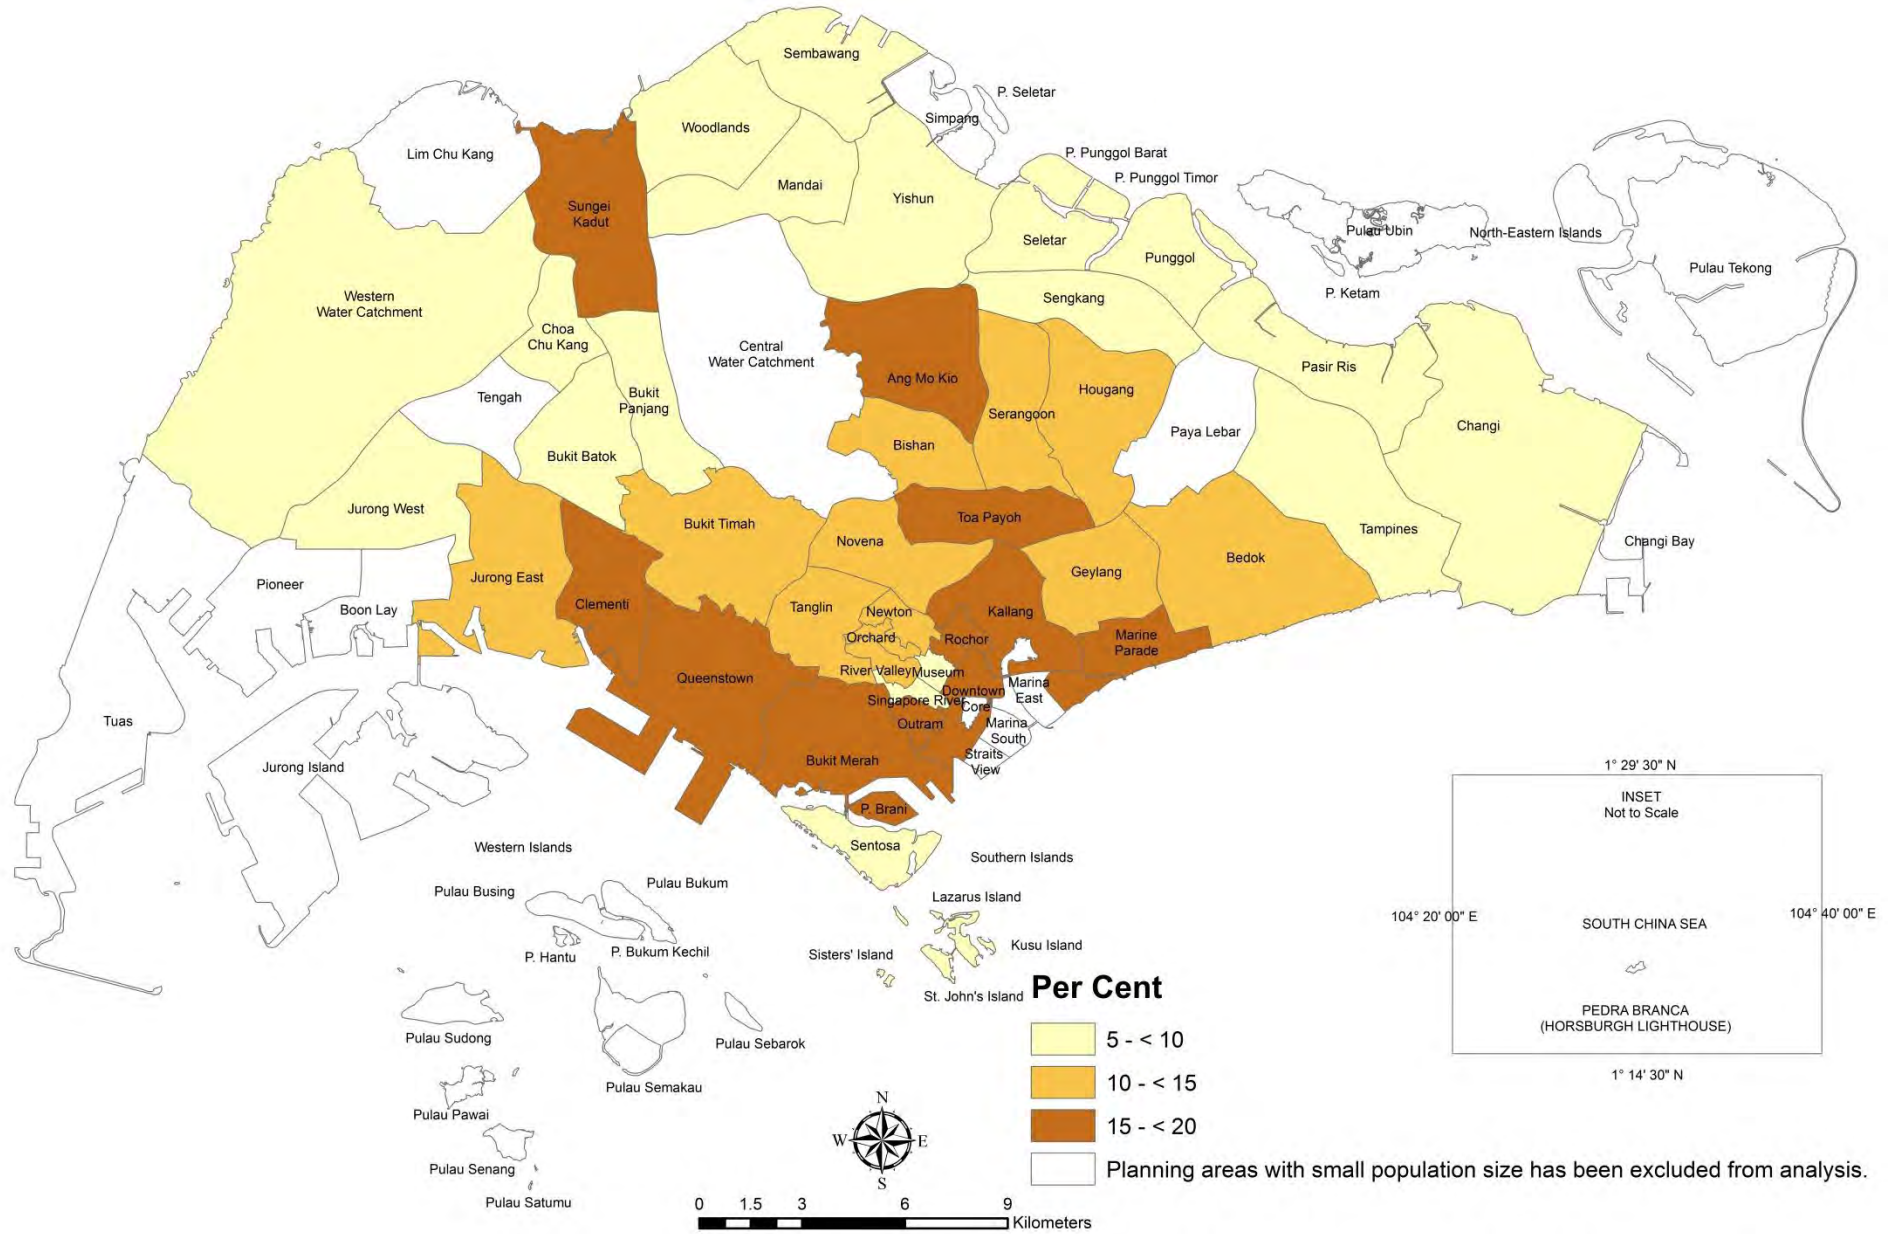 Sembawang
P. Seletar
Simpang
Woodlands
Lim Chu Kang
P. Punggol Barat
P. Punggol Timor
Mandai
Yishun
Sungei
Kadut
Pulau Ubin
North-Eastern Islands
Seletar
Punggol
Pulau Tekong
P. Ketam
Western
Water Catchment
Sengkang
Choa
Chu Kang
Central
Water Catchment
Pasir Ris
Ang Mo Kio
Hougang
Tengah
Bukit
Panjang
Serangoon
Changi
Paya Lebar
Bishan
Bukit Batok
Jurong West
Bukit Timah
Toa Payoh
Tampines
Novena
Changi Bay
Bedok
Geylang
Jurong East
Pioneer
Boon Lay
Clementi
Tanglin
Newton
Kallang
Orchard
Rochor
Marine
Parade
River Valley
Museum
Queenstown
Marina
East
Downtown
Core
Singapore River
Outram
Marina
South
Tuas
Straits
View
Bukit Merah
Jurong Island
P. Brani
Sentosa
Western Islands
Southern Islands
Pulau Busing
Pulau Bukum
Lazarus Island
P. Hantu
P. Bukum Kechil
Sisters' Island
Kusu Island
St. John's Island
Pulau Sudong
Pulau Sebarok
Pulau Semakau
Pulau Pawai
Pulau Senang
Pulau Satumu
1° 29' 30" N
INSET
Not to Scale
104° 20' 00" E
104° 40' 00" E
SOUTH CHINA SEA
PEDRA BRANCA
(HORSBURGH LIGHTHOUSE)
1° 14' 30" N
Per Cent
5 - < 10
10 - < 15
15 - < 20
Planning areas with small population size has been excluded from analysis.
N
W
E
S
0 1.5 3 6 9
Kilometers